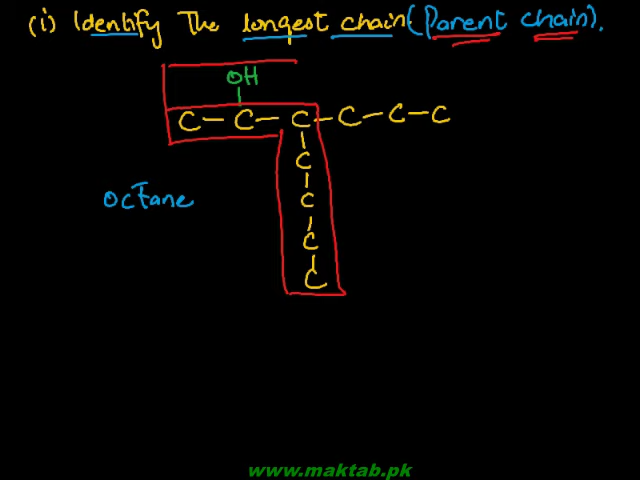 (i) Identify The longest chain (Parent chain).
OH
C — C — C — C — C — C
C
C
Octane
C
C
www.maktab.pk